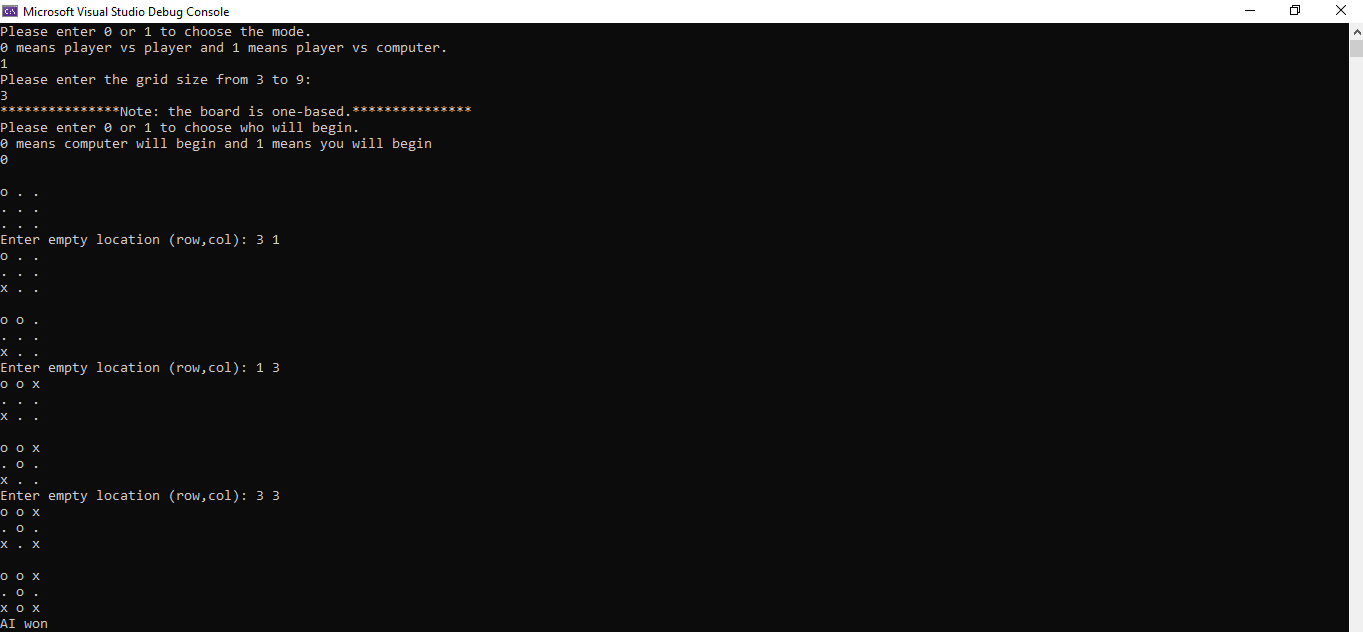 Microsoft Visual Studio Debug Console
Please enter 0 or 1 to choose the mode.
0 means player vs player and 1 means player vs computer.
1
Please enter the grid size from 3 to 9:
3
***************Note: the board is one-based.***************
Please enter 0 or 1 to choose who will begin.
0 means computer will begin and 1 means you will begin
0

o . .
. . .
. . .
Enter empty location (row,col): 3 1
o . .
. . .
x . .

o o .
. . .
x . .
Enter empty location (row,col): 1 3
o o x
. . .
x . .

o o x
. o .
x . .
Enter empty location (row,col): 3 3
o o x
. o .
x . x

o o x
. o .
x o x
AI won